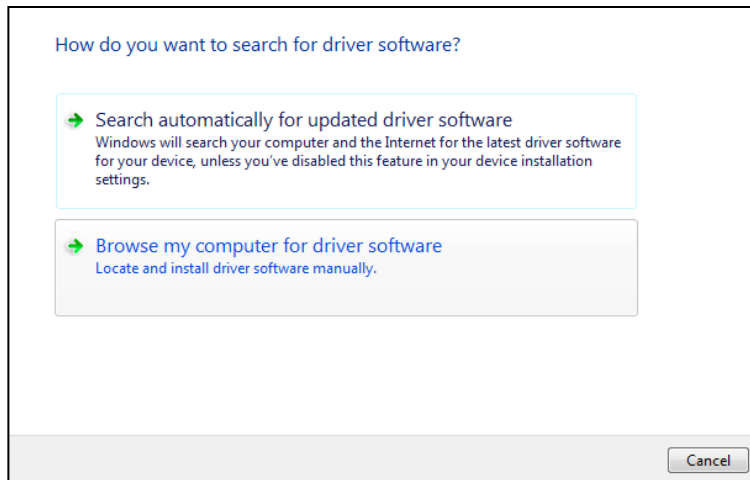 How do you want to search for driver software?
Search automatically for updated driver software
Windows will search your computer and the Internet for the latest driver software
for your device, unless you've disabled this feature in your device installation
settings.
Browse my computer for driver software
Locate and install driver software manually.
Cancel